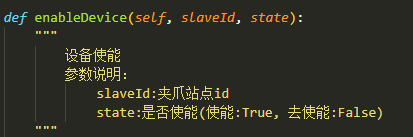 def enableDevice(self, slaveId, state):
"""
设备使能
参数说明：
slaveId:夹爪站点id
state:是否使能(使能:True, 去使能:False)
"""